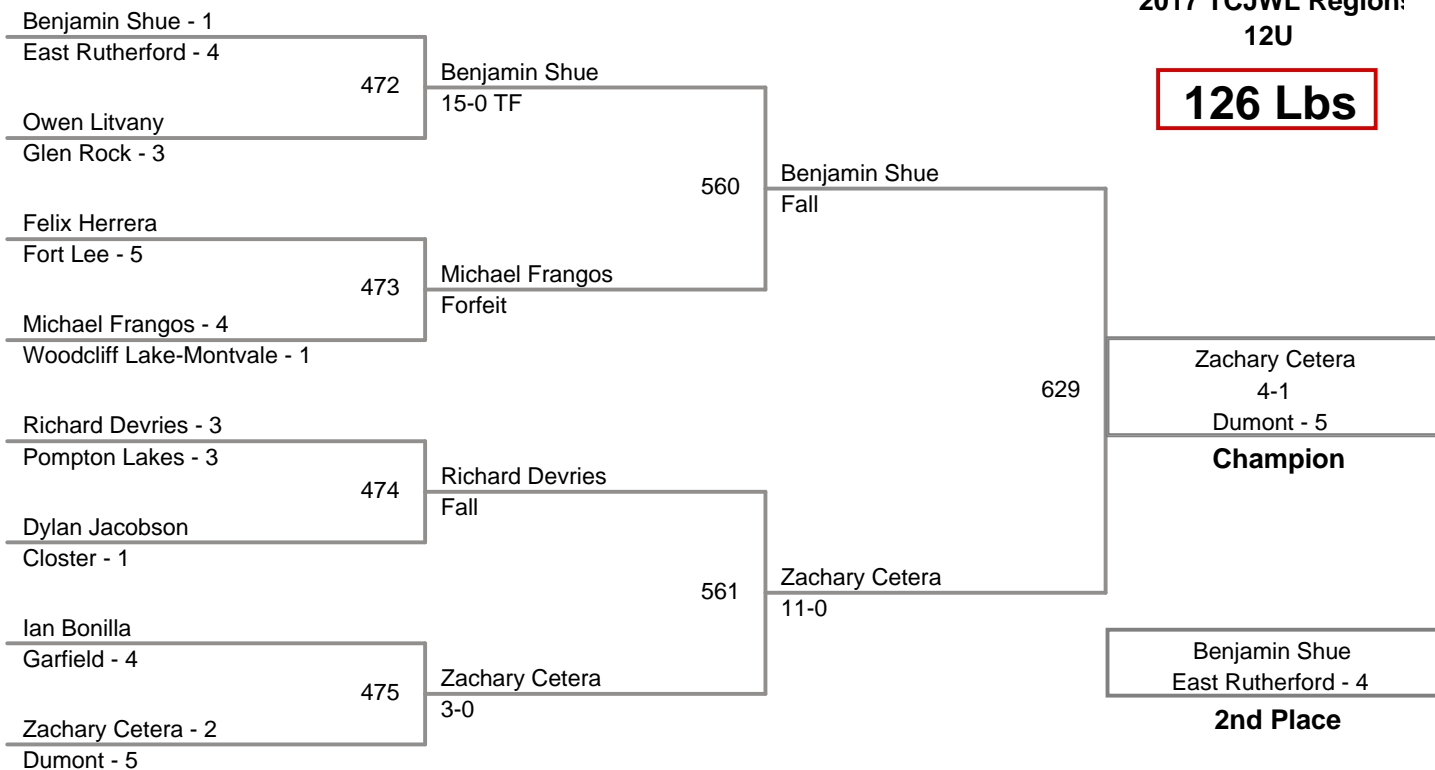 2017 TCJWL Regions
12U
126 Lbs
Benjamin Shue - 1
East Rutherford - 4
472
Owen Litvany
Glen Rock - 3
Felix Herrera
Fort Lee - 5
473
Michael Frangos - 4
Woodcliff Lake-Montvale - 1
Richard Devries - 3
Pompton Lakes - 3
474
Dylan Jacobson
Closter - 1
Ian Bonilla
Garfield - 4
475
Zachary Cetera - 2
Dumont - 5
Benjamin Shue
15-0 TF
560
Michael Frangos
Forfeit
Richard Devries
Fall
561
Zachary Cetera
3-0
Benjamin Shue
Fall
629
Zachary Cetera
11-0
Zachary Cetera
4-1
Dumont - 5
Champion
Benjamin Shue
East Rutherford - 4
2nd Place